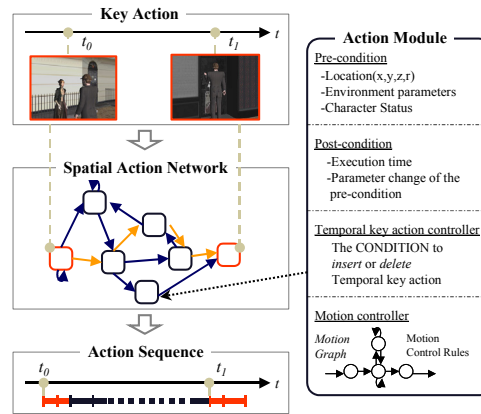 Key Action
t0
t1
t
Spatial Action Network
Action Sequence
t0
t1
t
Action Module
Pre-condition
-Location(x,y,z,r)
-Environment parameters
-Character Status
Post-condition
-Execution time
-Parameter change of the
pre-condition
Temporal key action controller
The CONDITION to
insert or delete
Temporal key action
Motion controller
Motion
Graph
Motion
Control Rules